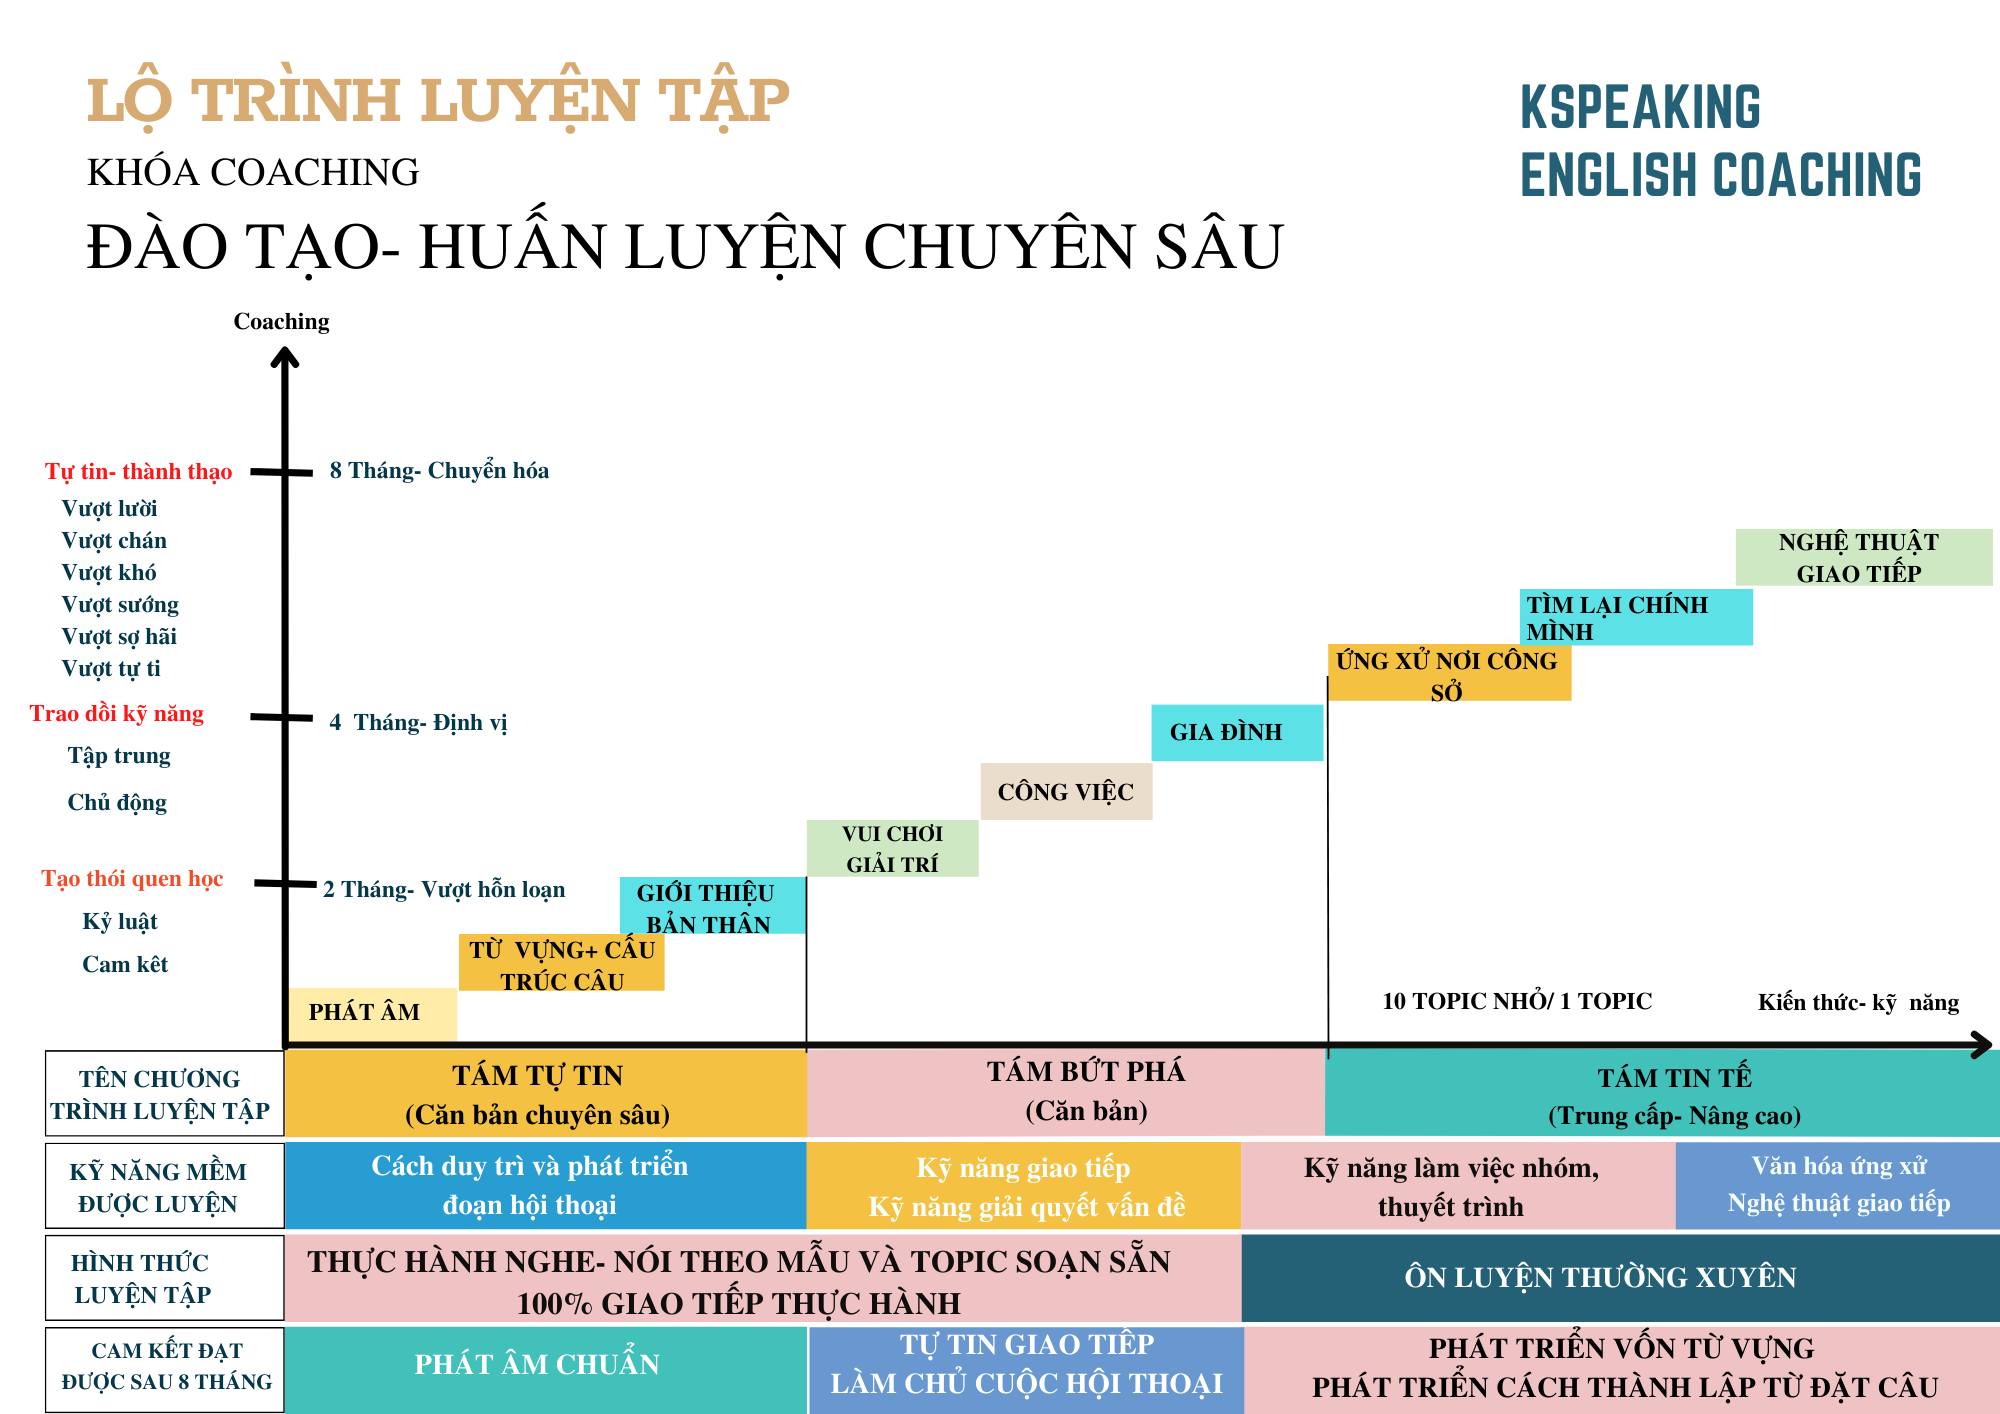 LỘ TRÌNH LUYỆN TẬP
KHÓA COACHING
ĐÀO TẠO- HUẤN LUYỆN CHUYÊN SÂU
KSPEAKING
ENGLISH COACHING
Coaching
Tự tin- thành thạo
8 Tháng- Chuyển hóa
Vượt lười
Vượt chán
Vượt khó
Vượt sướng
Vượt sợ hãi
Vượt tự ti
Trao dồi kỹ năng
4 Tháng- Định vị
Tập trung
Chủ động
Tạo thói quen học
2 Tháng- Vượt hỗn loạn
Kỷ luật
Cam kêt
NGHỆ THUẬT
GIAO TIẾP
TÌM LẠI CHÍNH
MÌNH
ỨNG XỬ NƠI CÔNG
SỞ
GIA ĐÌNH
CÔNG VIỆC
VUI CHƠI
GIẢI TRÍ
GIỚI THIỆU
BẢN THÂN
TỪ VỰNG+ CẤU
TRÚC CÂU
PHÁT ÂM
10 TOPIC NHỎ/ 1 TOPIC
Kiến thức- kỹ năng
TÊN CHƯƠNG
TRÌNH LUYỆN TẬP
TÁM TỰ TIN
(Căn bản chuyên sâu)
TÁM BỨT PHÁ
(Căn bản)
TÁM TIN TẾ
(Trung cấp- Nâng cao)
KỸ NĂNG MỀM
ĐƯỢC LUYỆN
Cách duy trì và phát triển
đoạn hội thoại
Kỹ năng giao tiếp
Kỹ năng giải quyết vấn đề
Kỹ năng làm việc nhóm,
thuyết trình
Văn hóa ứng xử
Nghệ thuật giao tiếp
HÌNH THỨC
LUYỆN TẬP
THỰC HÀNH NGHE- NÓI THEO MẪU VÀ TOPIC SOẠN SẴN
100% GIAO TIẾP THỰC HÀNH
ÔN LUYỆN THƯỜNG XUYÊN
CAM KẾT ĐẠT
ĐƯỢC SAU 8 THÁNG
PHÁT ÂM CHUẨN
TỰ TIN GIAO TIẾP
LÀM CHỦ CUỘC HỘI THOẠI
PHÁT TRIỂN VỐN TỪ VỰNG
PHÁT TRIỂN CÁCH THÀNH LẬP TỪ ĐẶT CÂU